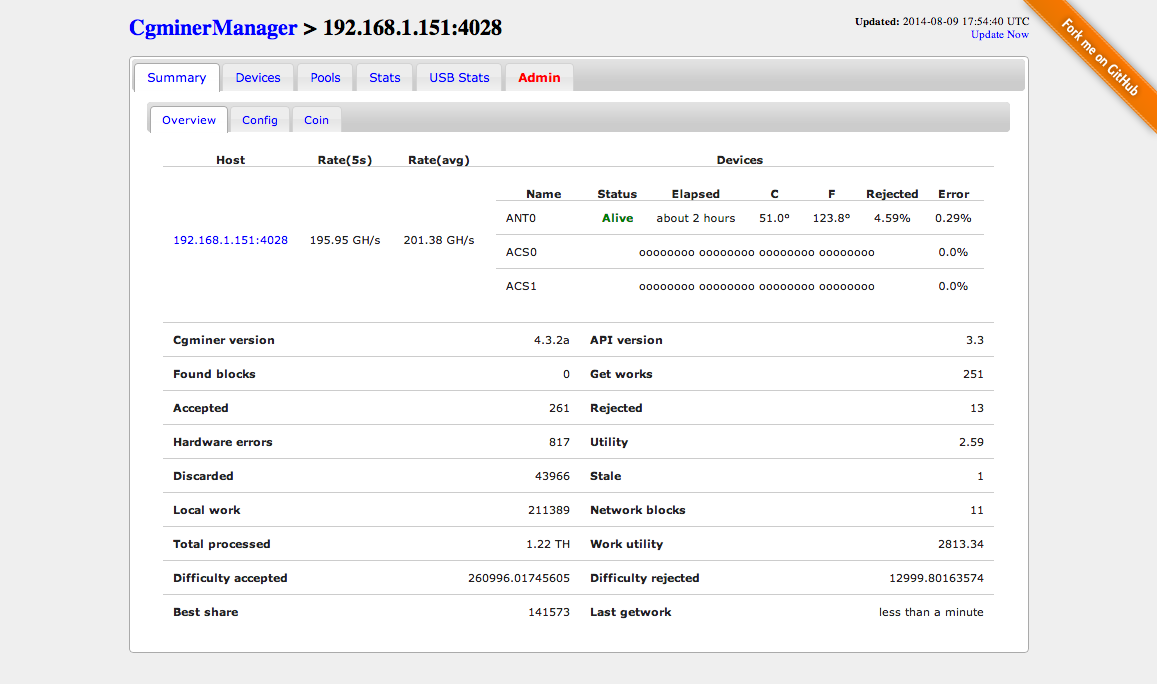 CgminerManager > 192.168.1.151:4028
Updated: 2014-08-09 17:54:40 UTC
Update Now
Fork me on GitHub
Summary Devices Pools Stats USB Stats Admin
Overview Config Coin
Host Rate(5s) Rate(avg) Devices
Name Status Elapsed C F Rejected Error
ANT0 Alive about 2 hours 51.0° 123.8° 4.59% 0.29%
192.168.1.151:4028 195.95 GH/s 201.38 GH/s
ACS0 oooooooo oooooooo oooooooo oooooooo 0.0%
ACS1 oooooooo oooooooo oooooooo oooooooo 0.0%
Cgminer version 4.3.2a API version 3.3
Found blocks 0 Get works 251
Accepted 261 Rejected 13
Hardware errors 817 Utility 2.59
Discarded 43966 Stale 1
Local work 211389 Network blocks 11
Total processed 1.22 TH Work utility 2813.34
Difficulty accepted 260996.01745605 Difficulty rejected 12999.80163574
Best share 141573 Last getwork less than a minute